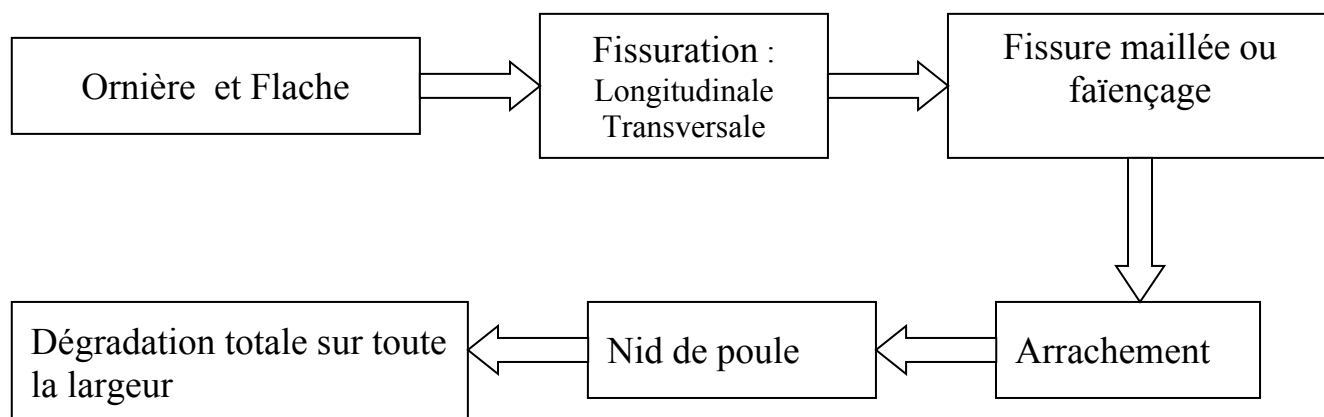 Ornière et Flache
Fissuration :
Longitudinale
Transversale
Fissure maillée ou
faïençage
Arrachement
Nid de poule
Dégradation totale sur toute
la largeur